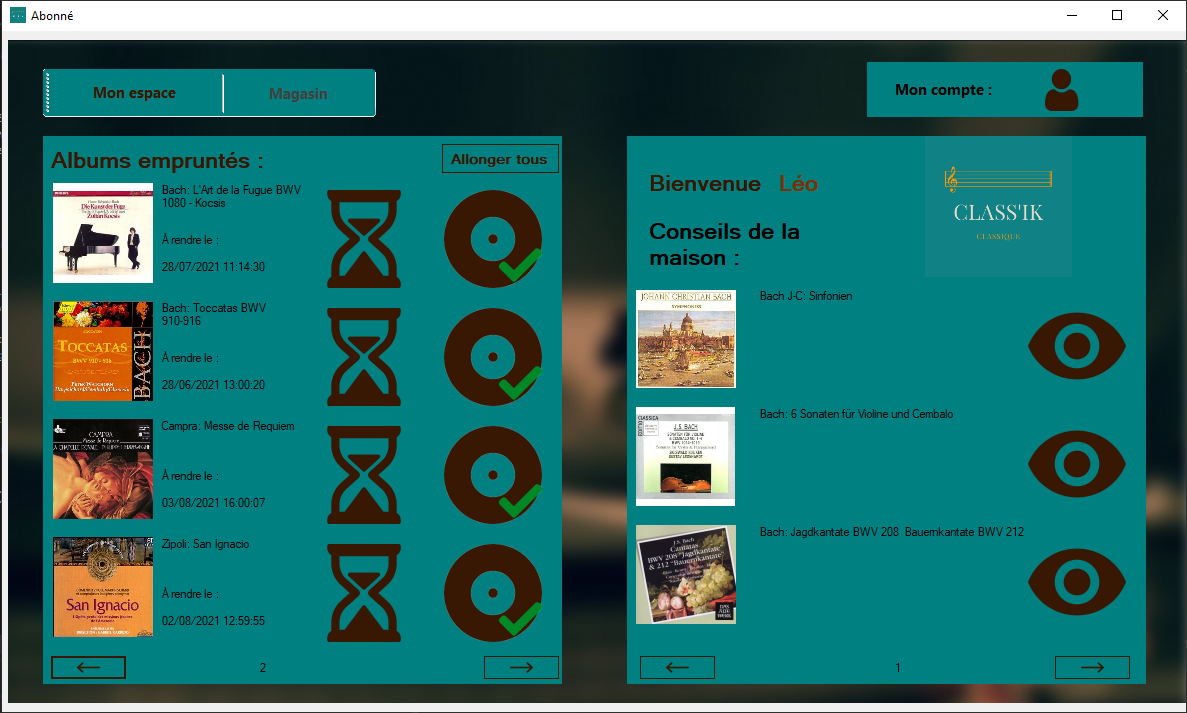 Abonné
Mon espace
Magasin
Mon compte :
Albums empruntés :
Allonger tous
Bach: L'Art de la Fugue BWV
1080 - Kocsis
À rendre le :
28/07/2021 11:14:30
Die Kunst der Fuge
Zoltán Kocsis
Bach: Toccatas BWV
910-916
À rendre le :
28/06/2021 13:00:20
TOCCATAS
BWV 910-916
BACH
Campra: Messe de Requiem
À rendre le :
03/08/2021 16:00:07
CAMPRA
Messe de Requiem
Zipoli: San Ignacio
À rendre le :
02/08/2021 12:59:55
San Ignacio
2
Bienvenue Léo
CLASS'IK
CLASSIQUE
Conseils de la
maison :
JOHANN CHRISTIAN BACH
Bach J-C: Sinfonien
J.S. BACH
Bach: 6 Sonaten für Violine und Cembalo
J.S. Bach
Cantatas
BWV 208 "Jagdkantate"
& 212 "Bauernkantate"
Bach: Jagdkantate BWV 208 Bauernkantate BWV 212
1